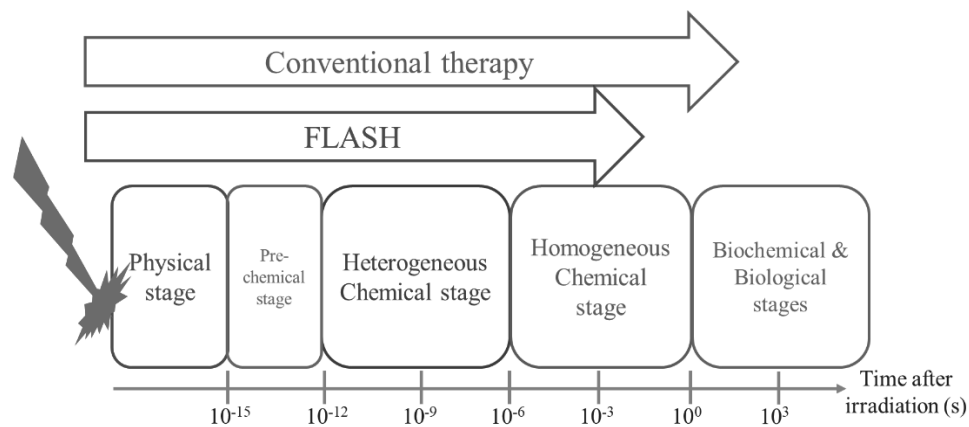 Conventional therapy
FLASH
Physical
stage
Pre-
chemical
stage
Heterogeneous
Chemical stage
Homogeneous
Chemical
stage
Biochemical &
Biological
stages
10⁻¹⁵
10⁻¹²
10⁻⁹
10⁻⁶
10⁻³
10⁰
10³
Time after
irradiation (s)